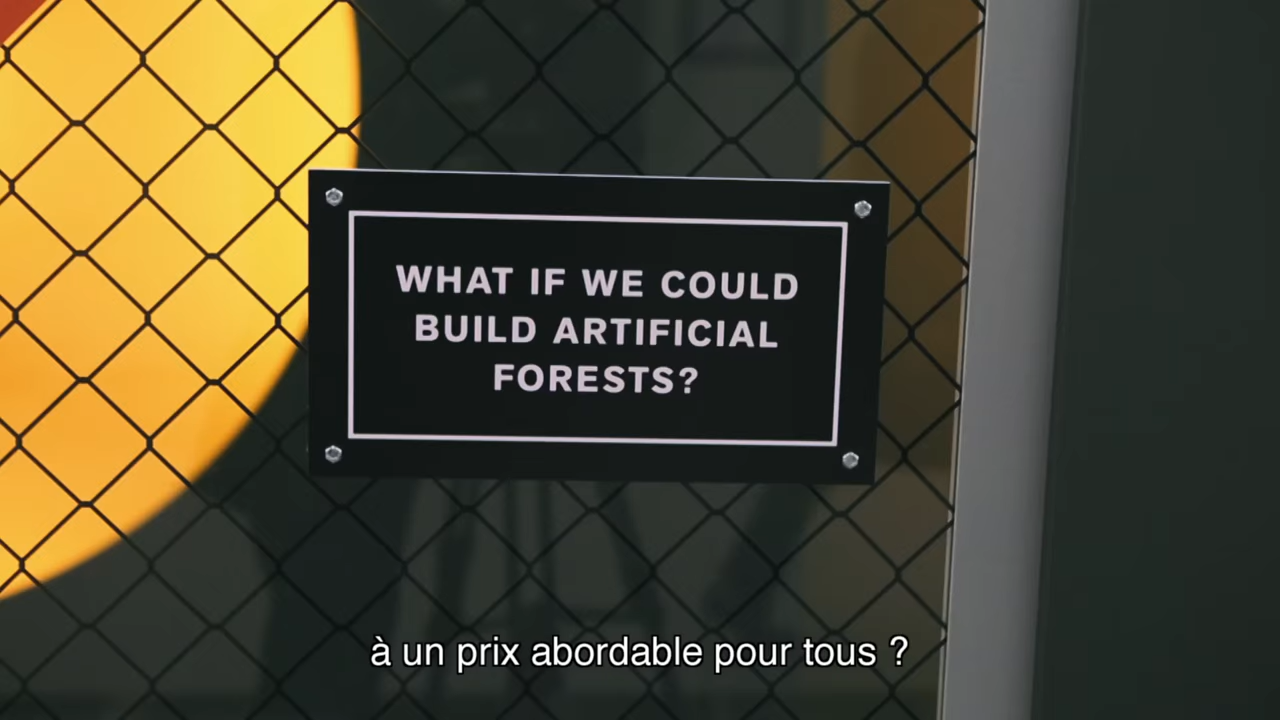 WHAT IF WE COULD
BUILD ARTIFICIAL
FORESTS?
à un prix abordable pour tous ?